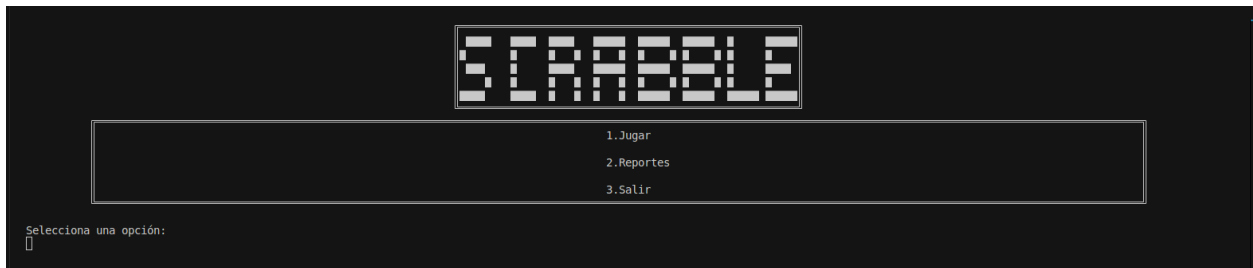 SCRABBLE
1.Jugar
2.Reportes
3.Salir
Selecciona una opción: